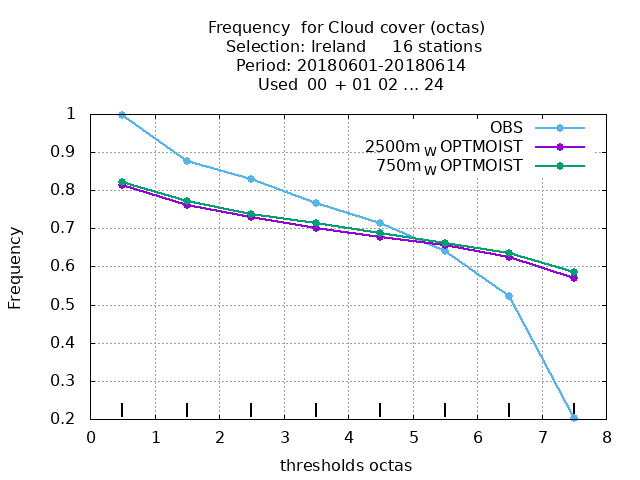 Frequency for Cloud cover (octas)
Selection: Ireland 16 stations
Period: 20180601-20180614
Used 00 + 01 02 ... 24
OBS
2500m_W OPTMOIST
750m_W OPTMOIST
1
0.9
0.8
0.7
0.6
0.5
0.4
0.3
0.2
Frequency
0 1 2 3 4 5 6 7 8
thresholds octas